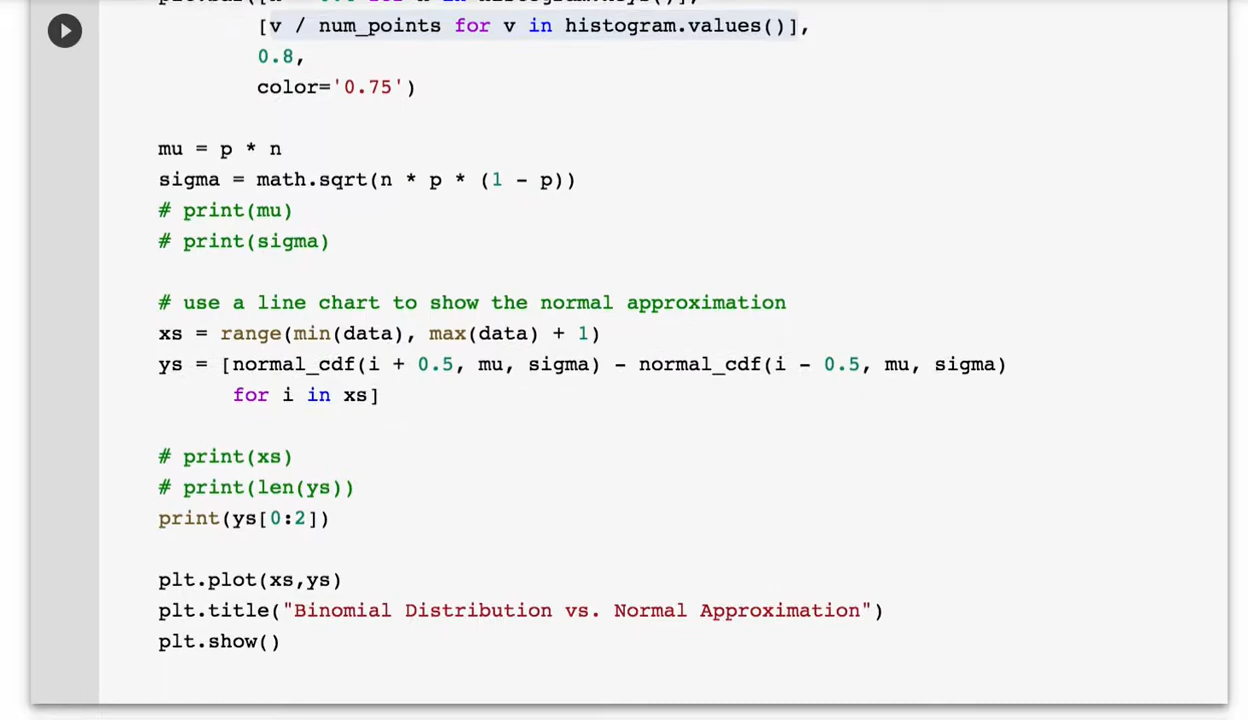 [v / num_points for v in histogram.values()],
0.8,
color='0.75')
mu = p * n
sigma = math.sqrt(n * p * (1 - p))
# print(mu)
# print(sigma)
# use a line chart to show the normal approximation
xs = range(min(data), max(data) + 1)
ys = [normal_cdf(i + 0.5, mu, sigma) - normal_cdf(i - 0.5, mu, sigma)
for i in xs]
# print(xs)
# print(len(ys))
print(ys[0:2])
plt.plot(xs,ys)
plt.title("Binomial Distribution vs. Normal Approximation")
plt.show()